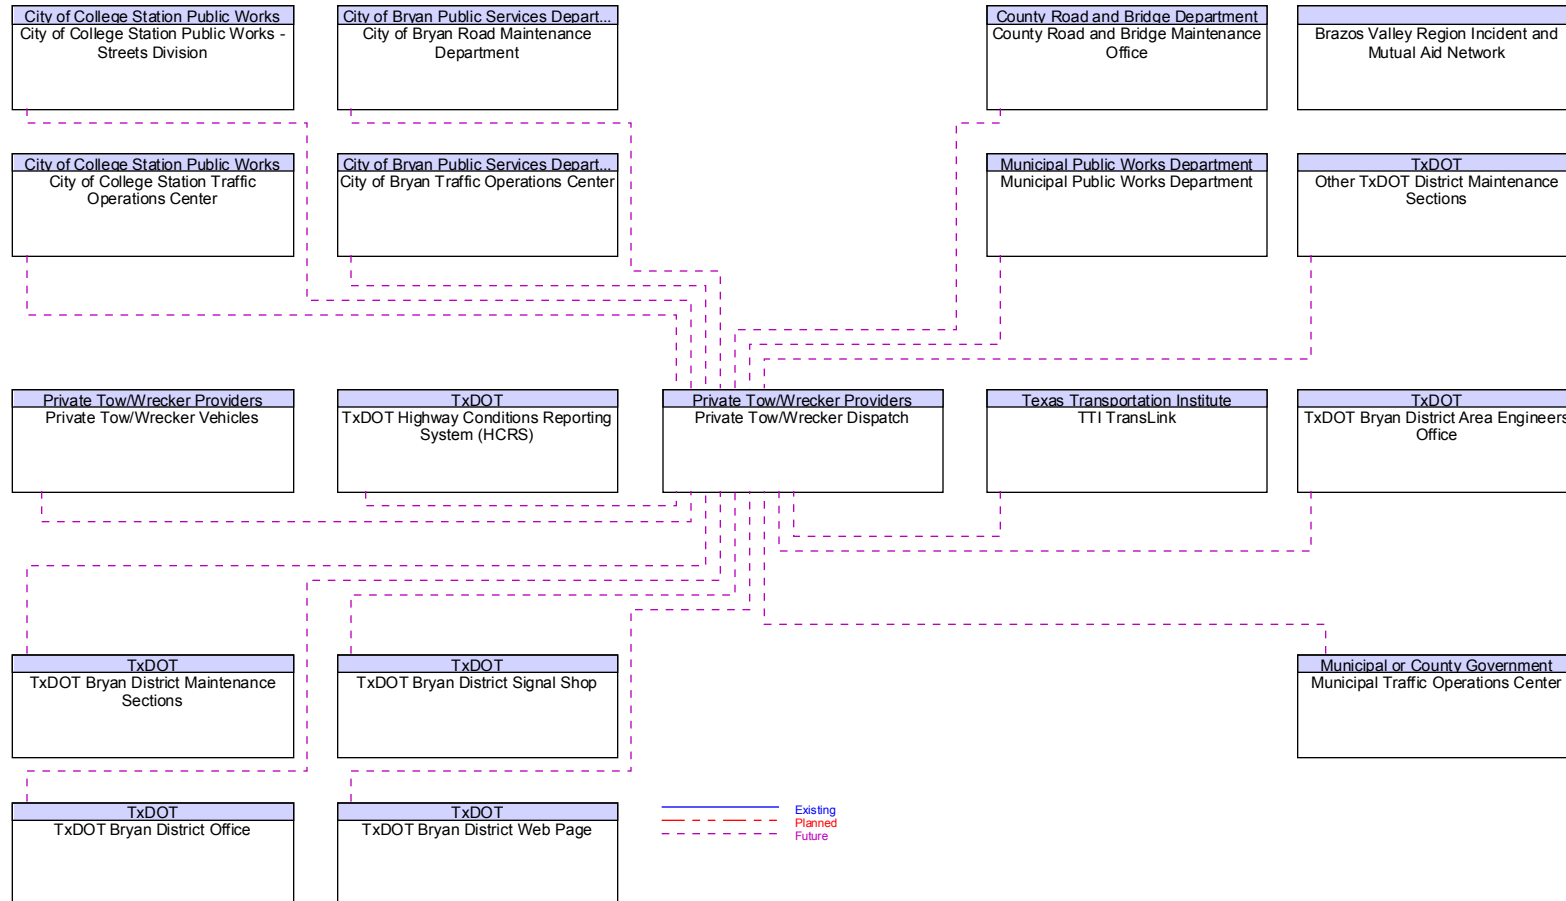 City of College Station Public Works
City of College Station Public Works -
Streets Division
City of Bryan Public Services Depart...
City of Bryan Road Maintenance
Department
County Road and Bridge Department
County Road and Bridge Maintenance
Office
Brazos Valley Region Incident and
Mutual Aid Network
City of College Station Public Works
City of College Station Traffic
Operations Center
City of Bryan Public Services Depart...
City of Bryan Traffic Operations Center
Municipal Public Works Department
Municipal Public Works Department
TxDOT
Other TxDOT District Maintenance
Sections
Private Tow/Wrecker Providers
Private Tow/Wrecker Vehicles
TxDOT
TxDOT Highway Conditions Reporting
System (HCRS)
Private Tow/Wrecker Providers
Private Tow/Wrecker Dispatch
Texas Transportation Institute
TTI TransLink
TxDOT
TxDOT Bryan District Area Engineers
Office
TxDOT
TxDOT Bryan District Maintenance
Sections
TxDOT
TxDOT Bryan District Signal Shop
Municipal or County Government
Municipal Traffic Operations Center
TxDOT
TxDOT Bryan District Office
TxDOT
TxDOT Bryan District Web Page
Existing
Planned
Future